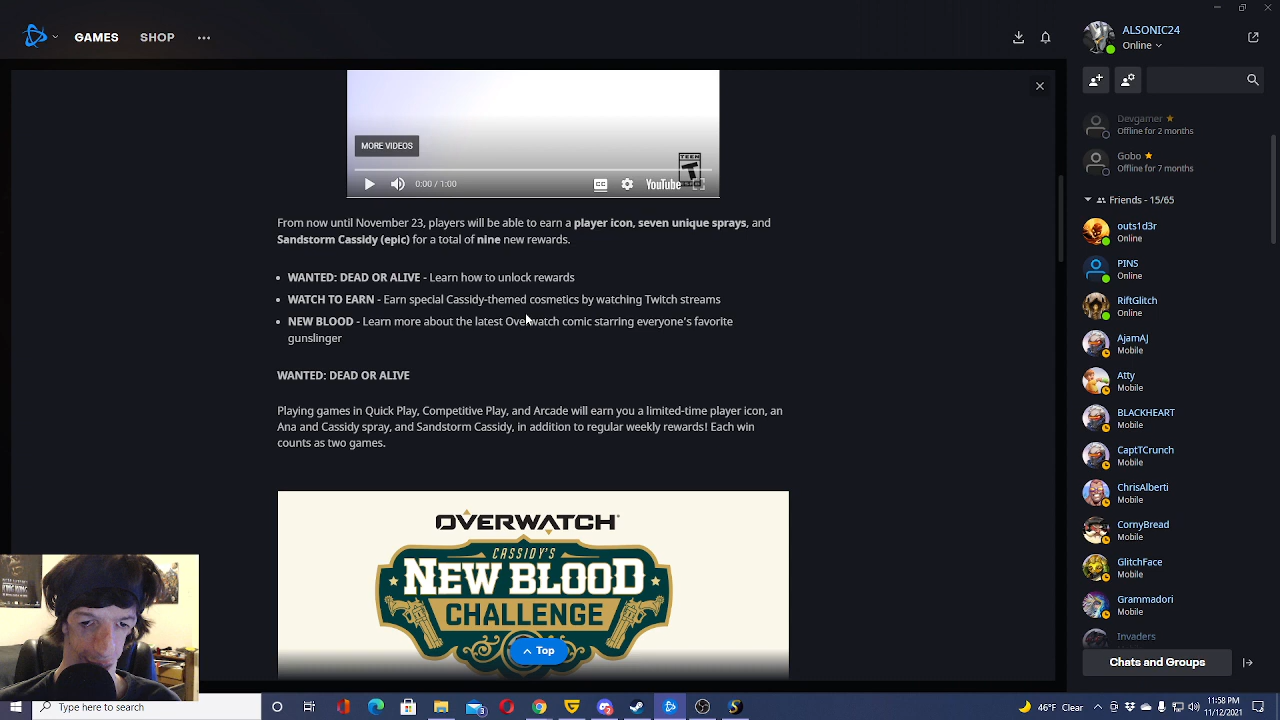 GAMES SHOP
ALSONIC24
Online
MORE VIDEOS
TEEN
T
0:00 / 1:00
CC
YouTube
From now until November 23, players will be able to earn a player icon, seven unique sprays, and
Sandstorm Cassidy (epic) for a total of nine new rewards.
• WANTED: DEAD OR ALIVE - Learn how to unlock rewards
• WATCH TO EARN - Earn special Cassidy-themed cosmetics by watching Twitch streams
• NEW BLOOD - Learn more about the latest Overwatch comic starring everyone's favorite
gunslinger
WANTED: DEAD OR ALIVE
Playing games in Quick Play, Competitive Play, and Arcade will earn you a limited-time player icon, an
Ana and Cassidy spray, and Sandstorm Cassidy, in addition to regular weekly rewards! Each win
counts as two games.
OVERWATCH
CASSIDY'S
NEW BLOOD
CHALLENGE
Top
Devgamer
Offline for 2 months
Gobo
Offline for 7 months
Friends - 15/65
outs1d3r
Online
PINS
Online
RiftGlitch
Online
AjamAJ
Mobile
Atty
Mobile
BLACKHEART
Mobile
CaptTCrunch
Mobile
ChrisAlberti
Mobile
CornyBread
Mobile
GlitchFace
Mobile
Grammadori
Mobile
Invaders
Chats and Groups
Type here to search
46°F Clear
11:58 PM
11/12/2021